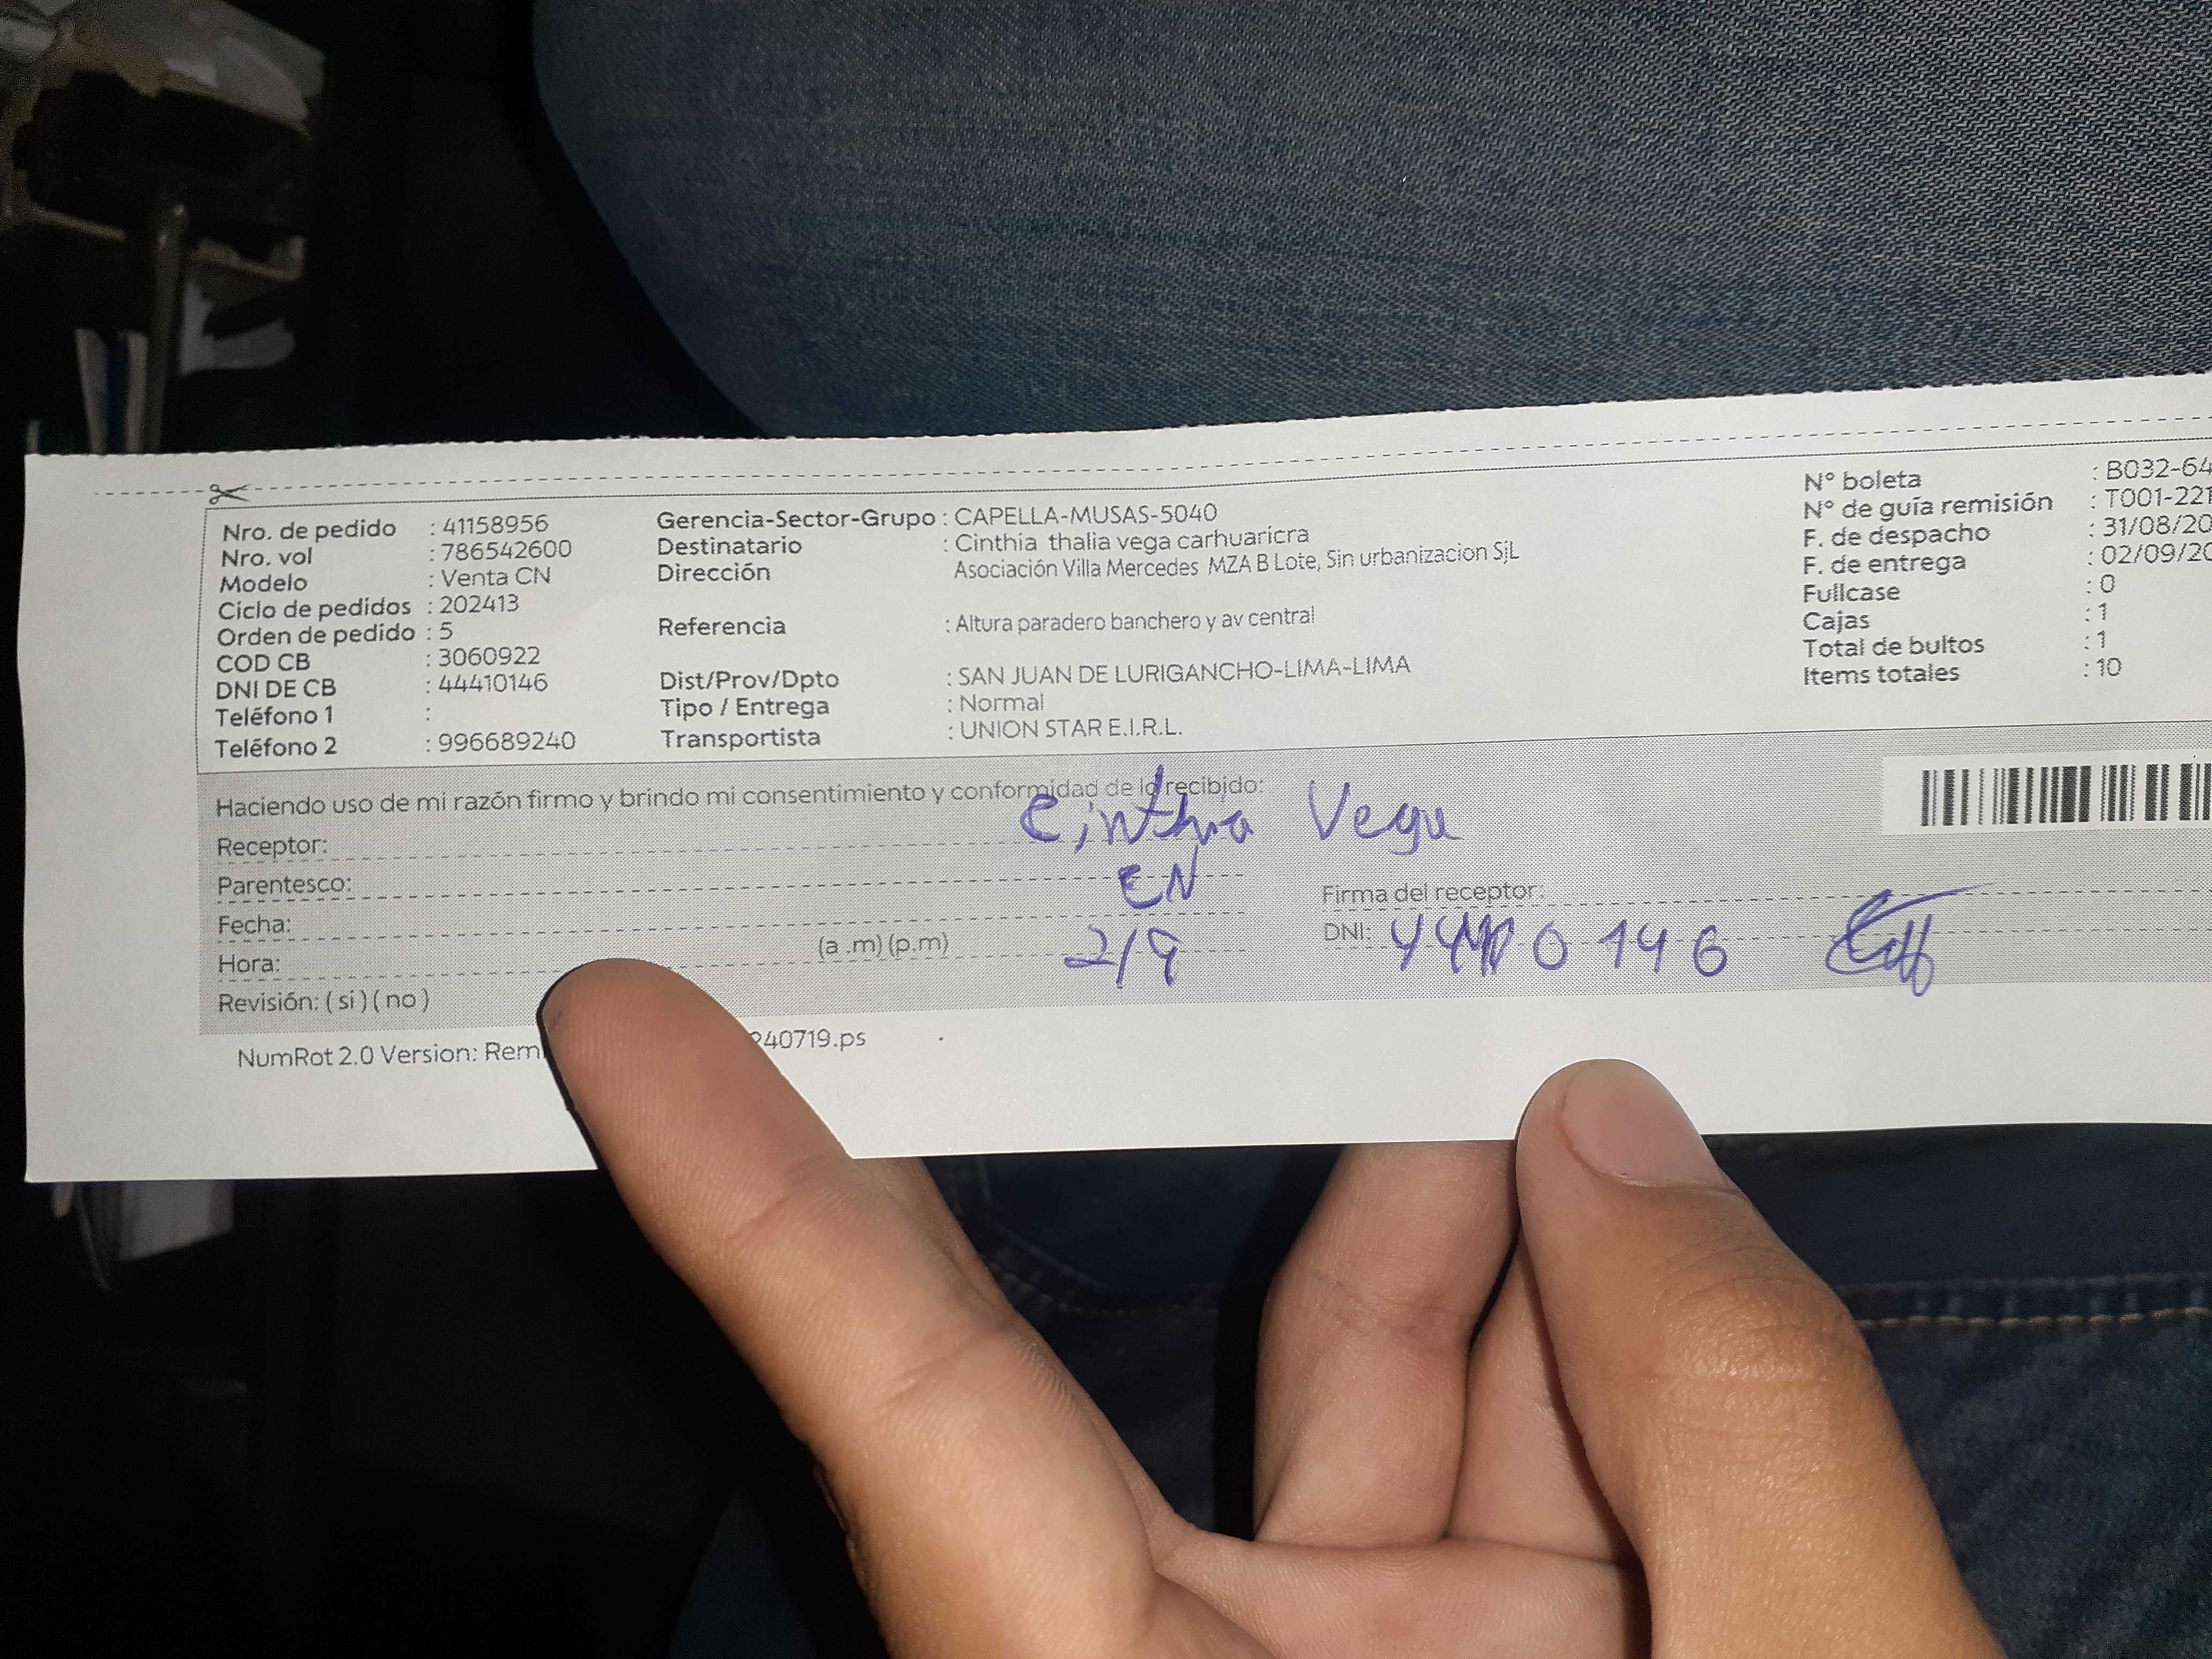 Nro. de pedido : 41158956
Nro. vol : 786542600
Modelo : Venta CN
Ciclo de pedidos : 202413
Orden de pedido : 5
COD CB : 3060922
DNI DE CB : 44410146
Teléfono 1 :
Teléfono 2 : 996689240
Gerencia-Sector-Grupo : CAPELLA-MUSAS-5040
Destinatario : Cinthia thalia vega carhuaricra
Dirección Asociación Villa Mercedes MZA B Lote, Sin urbanizacion SjL
Referencia : Altura paradero banchero y av central
Dist/Prov/Dpto : SAN JUAN DE LURIGANCHO-LIMA-LIMA
Tipo / Entrega : Normal
Transportista : UNION STAR E.I.R.L.
N° boleta : B032-64
N° de guía remisión : T001-221
F. de despacho : 31/08/20
F. de entrega : 02/09/20
Fullcase : 0
Cajas : 1
Total de bultos : 1
Items totales : 10
Haciendo uso de mi razón firmo y brindo mi consentimiento y conformidad de lo recibido:
Receptor: Cinthia Vega
Parentesco: CN
Fecha: 2/9
Hora: (a .m) (p.m)
Revisión: ( si ) ( no )
Firma del receptor:
DNI: 0146
NumRot 2.0 Version: Rem 240719.ps